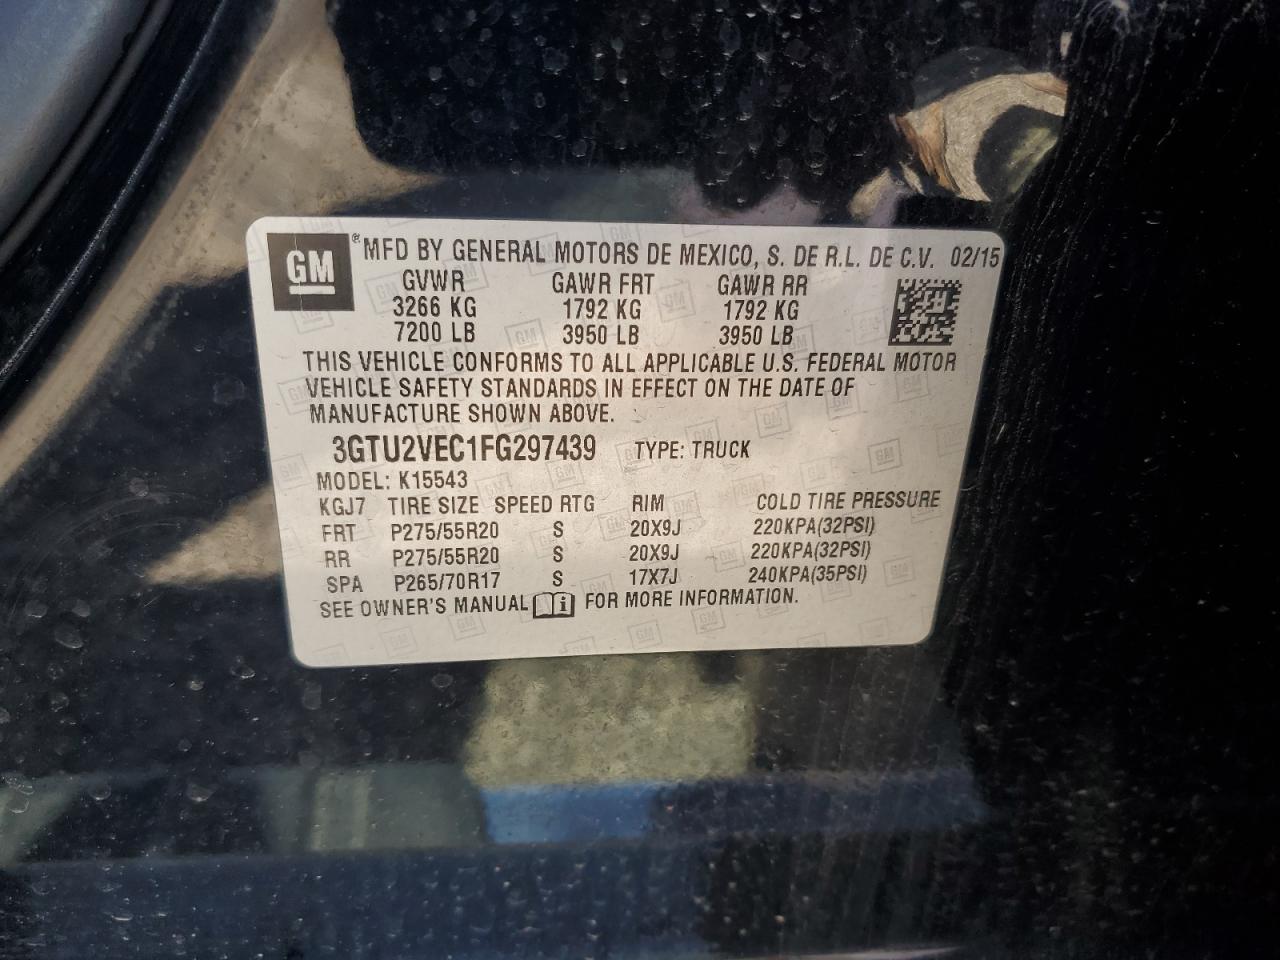 GM ® MFD BY GENERAL MOTORS DE MEXICO, S. DE R.L. DE C.V. 02/15
GVWR GAWR FRT GAWR RR
3266 KG 1792 KG 1792 KG
7200 LB 3950 LB 3950 LB
THIS VEHICLE CONFORMS TO ALL APPLICABLE U.S. FEDERAL MOTOR
VEHICLE SAFETY STANDARDS IN EFFECT ON THE DATE OF
MANUFACTURE SHOWN ABOVE.
3GTU2VEC1FG297439 TYPE: TRUCK
MODEL: K15543
KGJ7 TIRE SIZE SPEED RTG RIM COLD TIRE PRESSURE
FRT P275/55R20 S 20X9J 220KPA(32PSI)
RR P275/55R20 S 20X9J 220KPA(32PSI)
SPA P265/70R17 S 17X7J 240KPA(35PSI)
SEE OWNER'S MANUAL i FOR MORE INFORMATION.